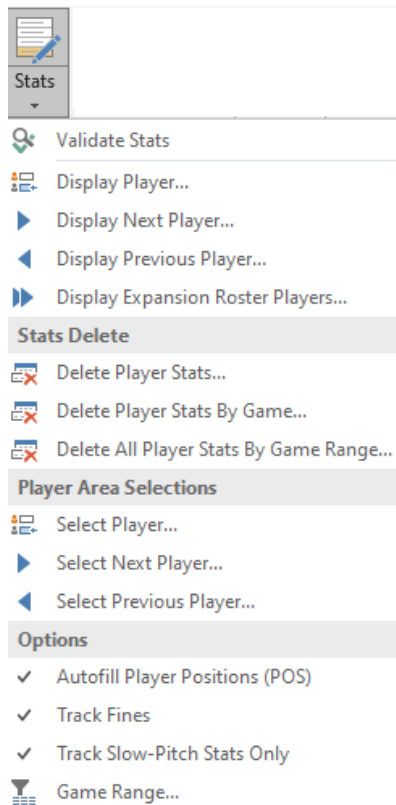 Stats
Validate Stats
Display Player...
Display Next Player...
Display Previous Player...
Display Expansion Roster Players...
Stats Delete
Delete Player Stats...
Delete Player Stats By Game...
Delete All Player Stats By Game Range...
Player Area Selections
Select Player...
Select Next Player...
Select Previous Player...
Options
Autofill Player Positions (POS)
Track Fines
Track Slow-Pitch Stats Only
Game Range...